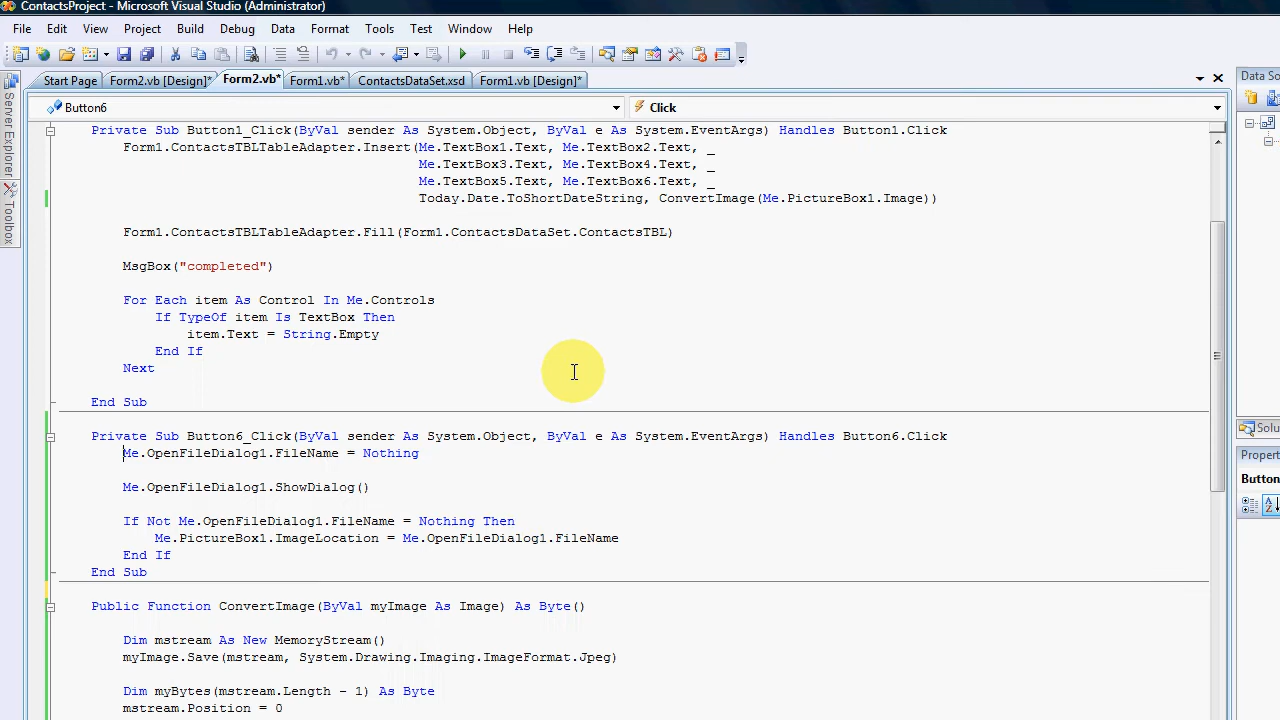 ContactsProject - Microsoft Visual Studio (Administrator)
File Edit View Project Build Debug Data Format Tools Test Window Help
Start Page Form2.vb [Design]* Form2.vb* Form1.vb* ContactsDataSet.xsd Form1.vb [Design]* Data So
Button6 Click
Server Explorer
Toolbox
Private Sub Button1_Click(ByVal sender As System.Object, ByVal e As System.EventArgs) Handles Button1.Click
Form1.ContactsTBLTableAdapter.Insert(Me.TextBox1.Text, Me.TextBox2.Text, _
Me.TextBox3.Text, Me.TextBox4.Text, _
Me.TextBox5.Text, Me.TextBox6.Text, _
Today.Date.ToShortDateString, ConvertImage(Me.PictureBox1.Image))
Form1.ContactsTBLTableAdapter.Fill(Form1.ContactsDataSet.ContactsTBL)
MsgBox("completed")
For Each item As Control In Me.Controls
If TypeOf item Is TextBox Then
item.Text = String.Empty
End If
Next
End Sub
Private Sub Button6_Click(ByVal sender As System.Object, ByVal e As System.EventArgs) Handles Button6.Click
Me.OpenFileDialog1.FileName = Nothing
Me.OpenFileDialog1.ShowDialog()
If Not Me.OpenFileDialog1.FileName = Nothing Then
Me.PictureBox1.ImageLocation = Me.OpenFileDialog1.FileName
End If
End Sub
Public Function ConvertImage(ByVal myImage As Image) As Byte()
Dim mstream As New MemoryStream()
myImage.Save(mstream, System.Drawing.Imaging.ImageFormat.Jpeg)
Dim myBytes(mstream.Length - 1) As Byte
mstream.Position = 0
Solu
Propert
Button